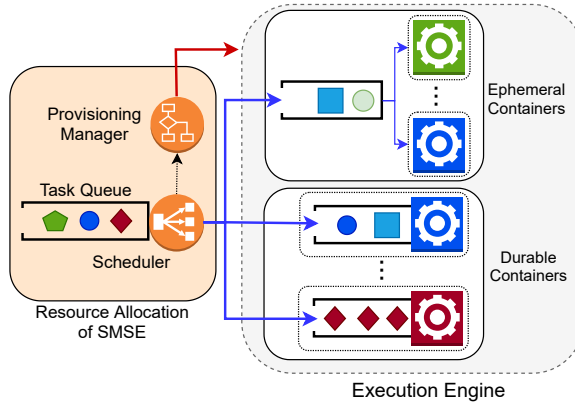 Provisioning
Manager
Task Queue
Scheduler
Resource Allocation
of SMSE
Ephemeral
Containers
Durable
Containers
Execution Engine